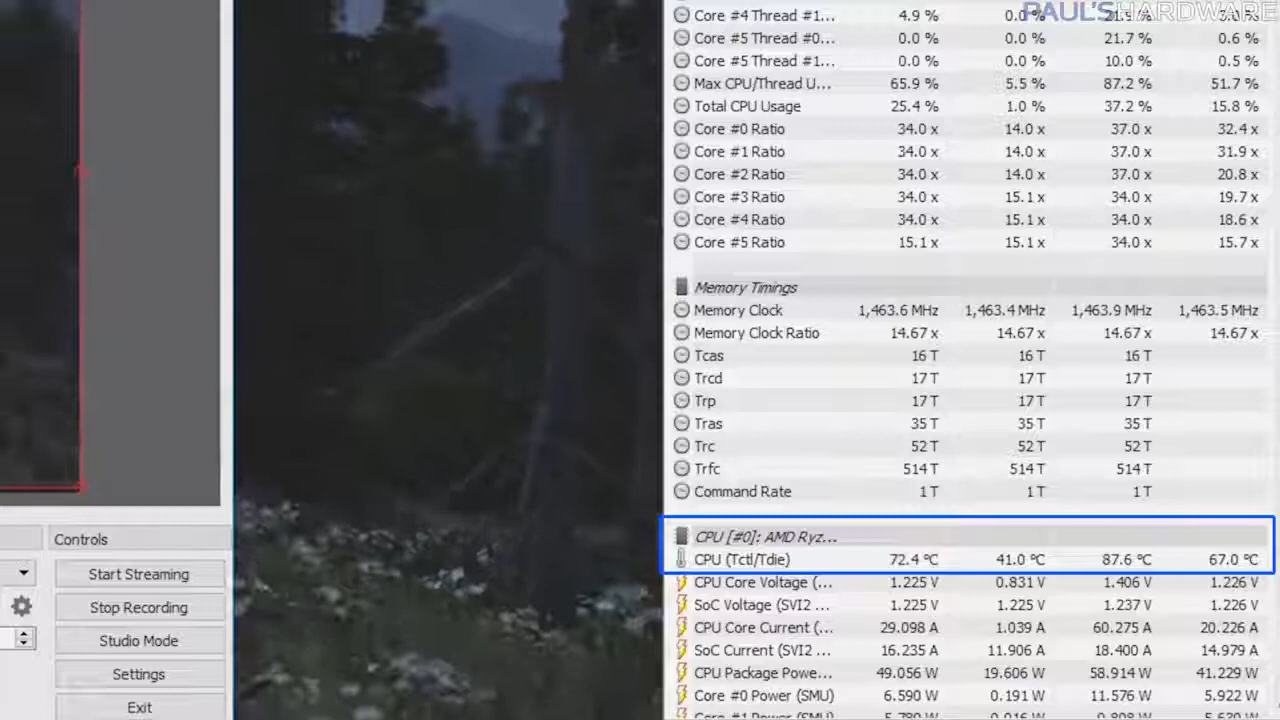 PAUL'S HARDWARE
Core #4 Thread #1... 4.9 % 0.0 %
Core #5 Thread #0... 0.0 % 0.0 % 21.7 % 0.6 %
Core #5 Thread #1... 0.0 % 0.0 % 10.0 % 0.5 %
Max CPU/Thread U... 65.9 % 5.5 % 87.2 % 51.7 %
Total CPU Usage 25.4 % 1.0 % 37.2 % 15.8 %
Core #0 Ratio 34.0 x 14.0 x 37.0 x 32.4 x
Core #1 Ratio 34.0 x 14.0 x 37.0 x 31.9 x
Core #2 Ratio 34.0 x 14.0 x 37.0 x 20.8 x
Core #3 Ratio 34.0 x 15.1 x 34.0 x 19.7 x
Core #4 Ratio 34.0 x 15.1 x 34.0 x 18.6 x
Core #5 Ratio 15.1 x 15.1 x 34.0 x 15.7 x
Memory Timings
Memory Clock 1,463.6 MHz 1,463.4 MHz 1,463.9 MHz 1,463.5 MHz
Memory Clock Ratio 14.67 x 14.67 x 14.67 x 14.67 x
Tcas 16 T 16 T 16 T
Trcd 17 T 17 T 17 T
Trp 17 T 17 T 17 T
Tras 35 T 35 T 35 T
Trc 52 T 52 T 52 T
Trfc 514 T 514 T 514 T
Command Rate 1 T 1 T 1 T
CPU [#0]: AMD Ryz...
CPU (Tctl/Tdie) 72.4 °C 41.0 °C 87.6 °C 67.0 °C
CPU Core Voltage (... 1.225 V 0.831 V 1.406 V 1.226 V
SoC Voltage (SVI2 ... 1.225 V 1.225 V 1.237 V 1.226 V
CPU Core Current (... 29.098 A 1.039 A 60.275 A 20.226 A
SoC Current (SVI2 ... 16.235 A 11.906 A 18.400 A 14.979 A
CPU Package Powe... 49.056 W 19.606 W 58.914 W 41.229 W
Core #0 Power (SMU) 6.590 W 0.191 W 11.576 W 5.922 W
Core #1 Power (SMU) 5.780 W 0.016 W 9.808 W 5.630 W
Controls
Start Streaming
Stop Recording
Studio Mode
Settings
Exit